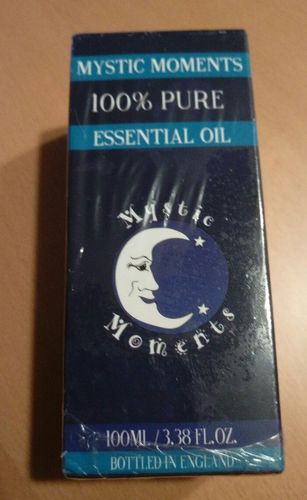 MYSTIC MOMENTS
100% PURE
ESSENTIAL OIL
Mystic
Moments
100ML / 3.38 FL.OZ.
BOTTLED IN ENGLAND